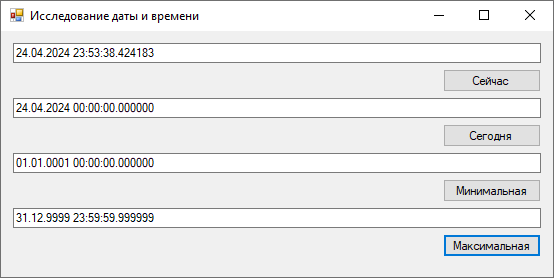 Исследование даты и времени
24.04.2024 23:53:38.424183
Сейчас
24.04.2024 00:00:00.000000
Сегодня
01.01.0001 00:00:00.000000
Минимальная
31.12.9999 23:59:59.999999
Максимальная